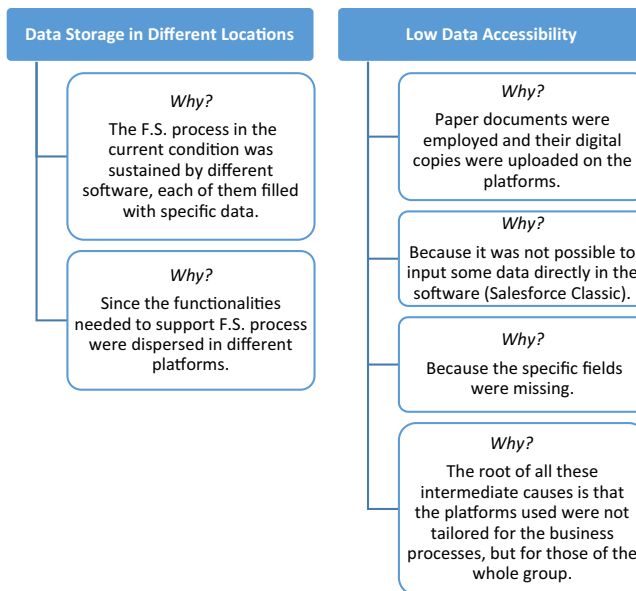 Data Storage in Different Locations
Why?
The F.S. process in the
current condition was
sustained by different
software, each of them filled
with specific data.
Why?
Since the functionalities
needed to support F.S. process
were dispersed in different
platforms.
Low Data Accessibility
Why?
Paper documents were
employed and their digital
copies were uploaded on the
platforms.
Why?
Because it was not possible to
input some data directly in the
software (Salesforce Classic).
Why?
Because the specific fields
were missing.
Why?
The root of all these
intermediate causes is that
the platforms used were not
tailored for the business
processes, but for those of the
whole group.